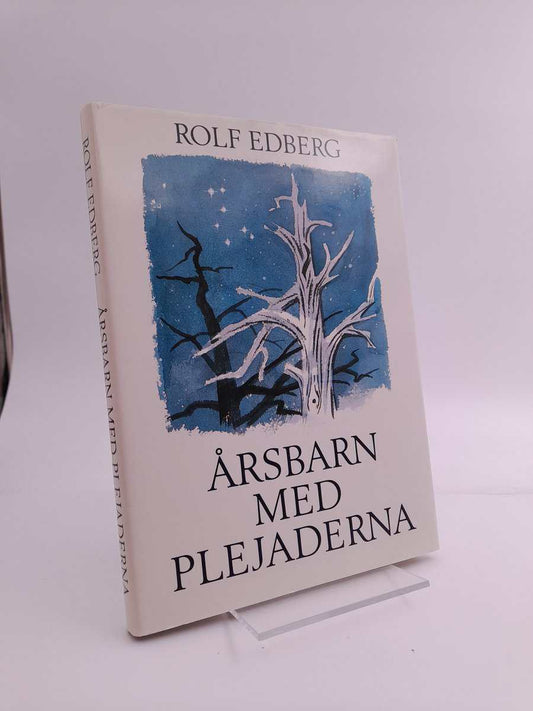 ROLF EDBERG
ÅRSBARN
MED
PLEJADERNA
ROLF EDBERG ÅRSBARN MED PLEJADERNA